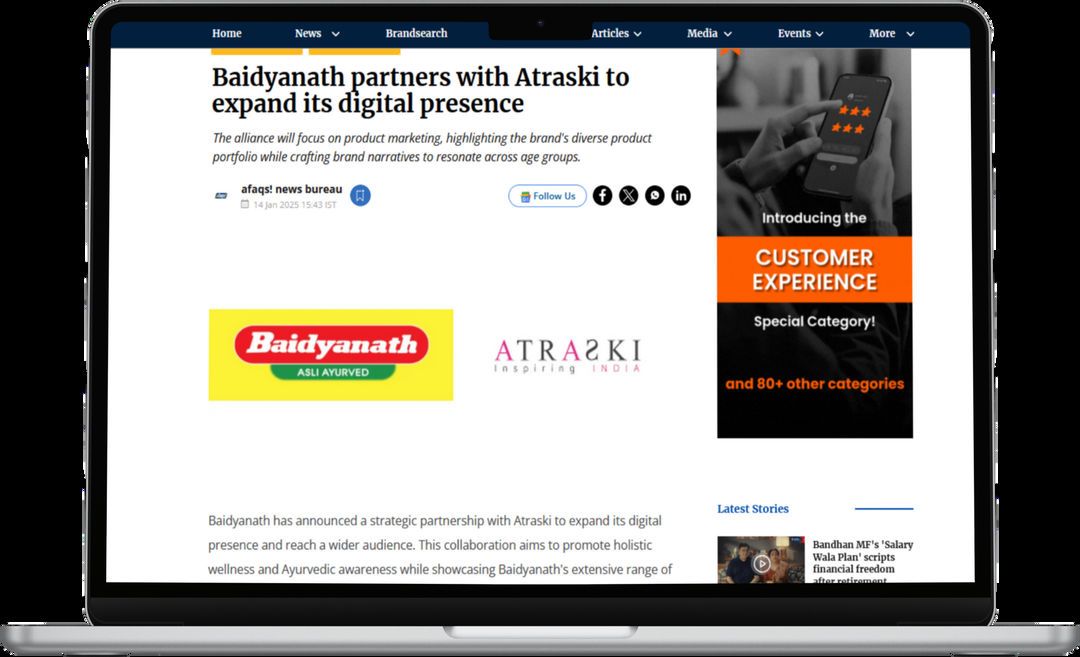 Home News Brandsearch Articles Media Events More
Baidyanath partners with Atraski to
expand its digital presence
The alliance will focus on product marketing, highlighting the brand's diverse product
portfolio while crafting brand narratives to resonate across age groups.
afaqs! news bureau
14 Jan 2025 15:43 IST
Follow Us
Baidyanath
ASLI AYURVED
ATRASKI
Inspiring INDIA
Baidyanath has announced a strategic partnership with Atraski to expand its digital
presence and reach a wider audience. This collaboration aims to promote holistic
wellness and Ayurvedic awareness while showcasing Baidyanath's extensive range of
Introducing the
CUSTOMER
EXPERIENCE
Special Category!
and 80+ other categories
Latest Stories
Bandhan MF's 'Salary
Wala Plan' scripts
financial freedom
after retirement